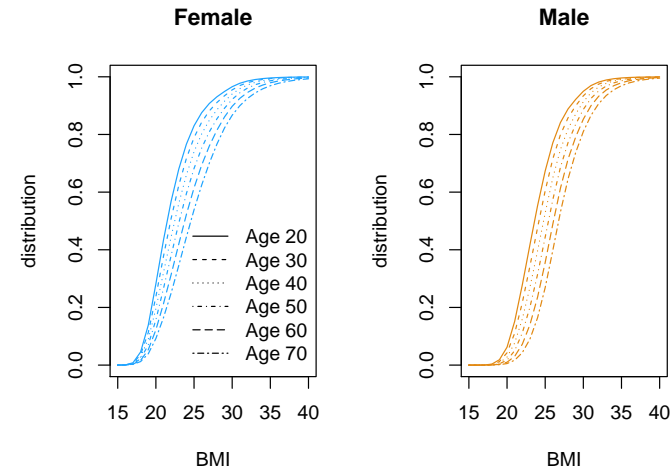 Female
distribution
0.0 0.2 0.4 0.6 0.8 1.0
Age 20
Age 30
Age 40
Age 50
Age 60
Age 70
15 20 25 30 35 40
BMI
Male
distribution
0.0 0.2 0.4 0.6 0.8 1.0
15 20 25 30 35 40
BMI